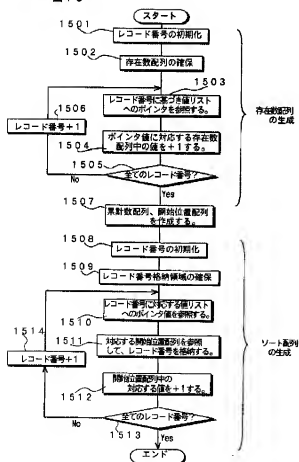 スタート
1501
レコード番号の初期化
1502
存在数配列の確保
1503
レコード番号に基づき値リスト
へのポインタを参照する。
1506
レコード番号+1
1504
ポインタ値に対応する存在数
配列中の値を+1する。
1505
全てのレコード番号?
No
Yes
存在数配列
の生成
1507
累計数配列、開始位置配列
を作成する。
1508
レコード番号の初期化
1509
レコード番号格納領域の確保
レコード番号に対応する値リスト
へのポインタ値を参照する。
1510
1514
レコード番号+1
1511
対応する開始位置配列を参照
して、レコード番号を格納する。
開始位置配列中の
対応する値を+1する。
1512
全てのレコード番号?
No
1513
Yes
ソート配列
の生成
エンド